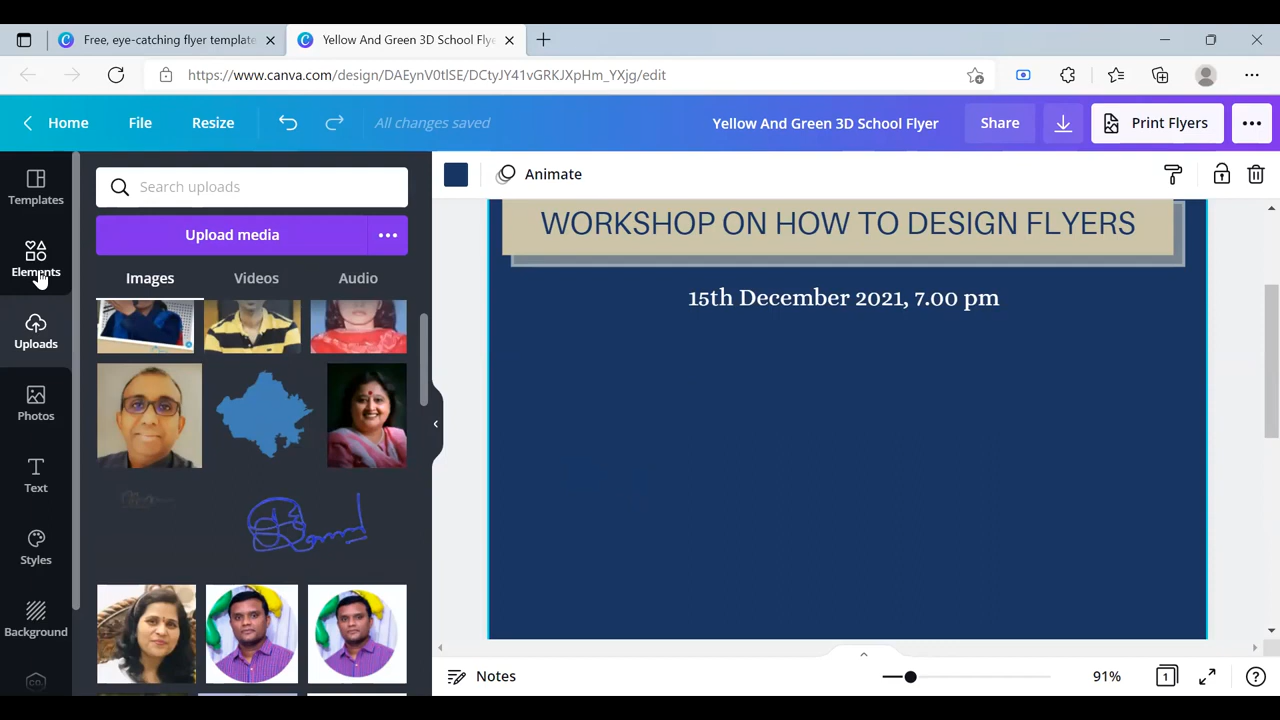 Free, eye-catching flyer template
Yellow And Green 3D School Flye
https://www.canva.com/design/DAEynV0tlSE/DCtyJY41vGRKJXpHm_YXjg/edit
Home
File
Resize
All changes saved
Yellow And Green 3D School Flyer
Share
Print Flyers
Templates
Elements
Uploads
Photos
Text
Styles
Background
CO.
Search uploads
Upload media
Images
Videos
Audio
Animate
WORKSHOP ON HOW TO DESIGN FLYERS
15th December 2021, 7.00 pm
Notes
91%
1